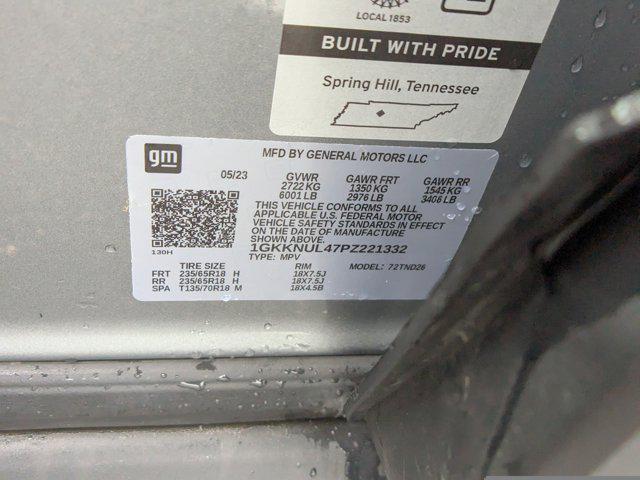 LOCAL 1853
BUILT WITH PRIDE
Spring Hill, Tennessee
gm
MFD BY GENERAL MOTORS LLC
05/23 GVWR GAWR FRT GAWR RR
2722 KG 1350 KG 1545 KG
6001 LB 2976 LB 3406 LB
THIS VEHICLE CONFORMS TO ALL
APPLICABLE U.S. FEDERAL MOTOR
VEHICLE SAFETY STANDARDS IN EFFECT
ON THE DATE OF MANUFACTURE
SHOWN ABOVE.
1GKKNUL47PZ221332
130H
TYPE: MPV MODEL: 72TND26
TIRE SIZE RIM
FRT 235/65R18 H 18X7.5J
RR 235/65R18 H 18X7.5J
SPA T135/70R18 M 18X4.5B